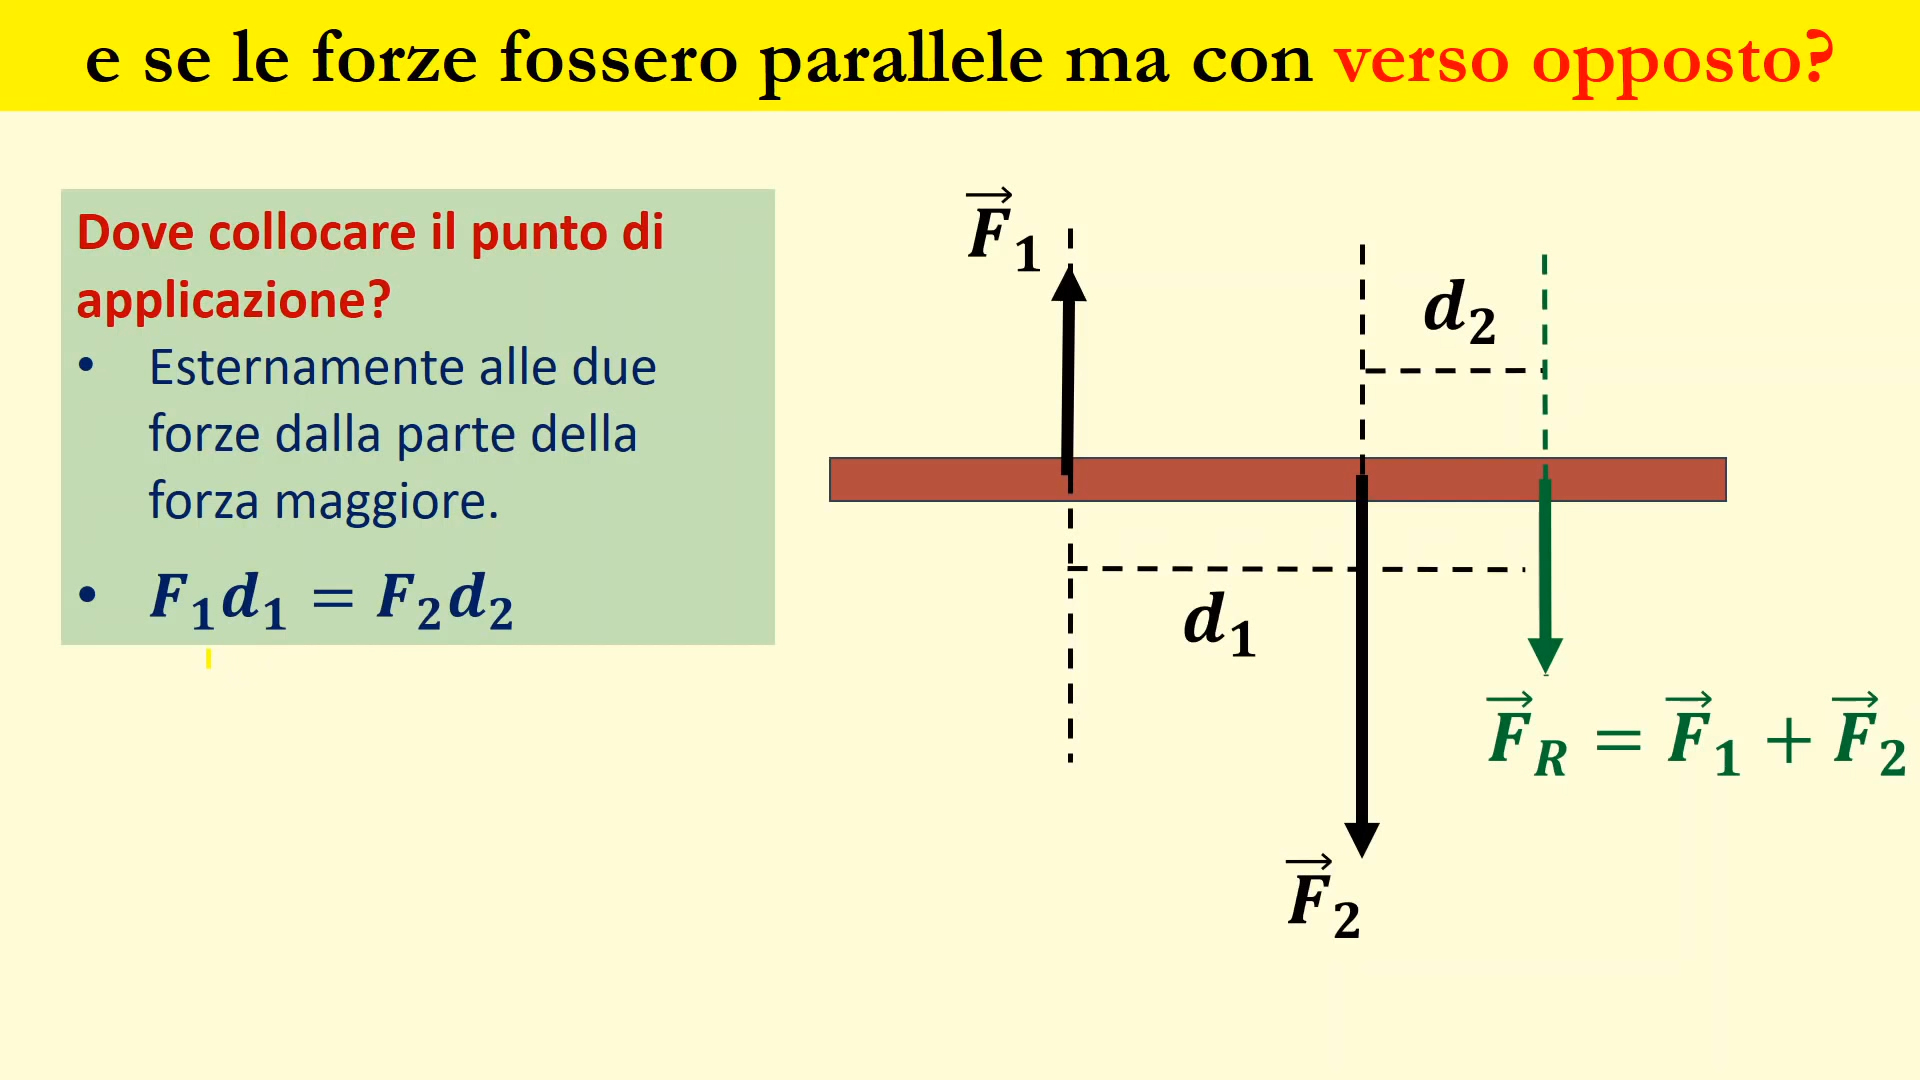 e se le forze fossero parallele ma con verso opposto?
Dove collocare il punto di
applicazione?
• Esternamente alle due
forze dalla parte della
forza maggiore.
• F₁d₁ = F₂d₂
F⃗₁
d₂
d₁
F⃗_R = F⃗₁ + F⃗₂
F⃗₂